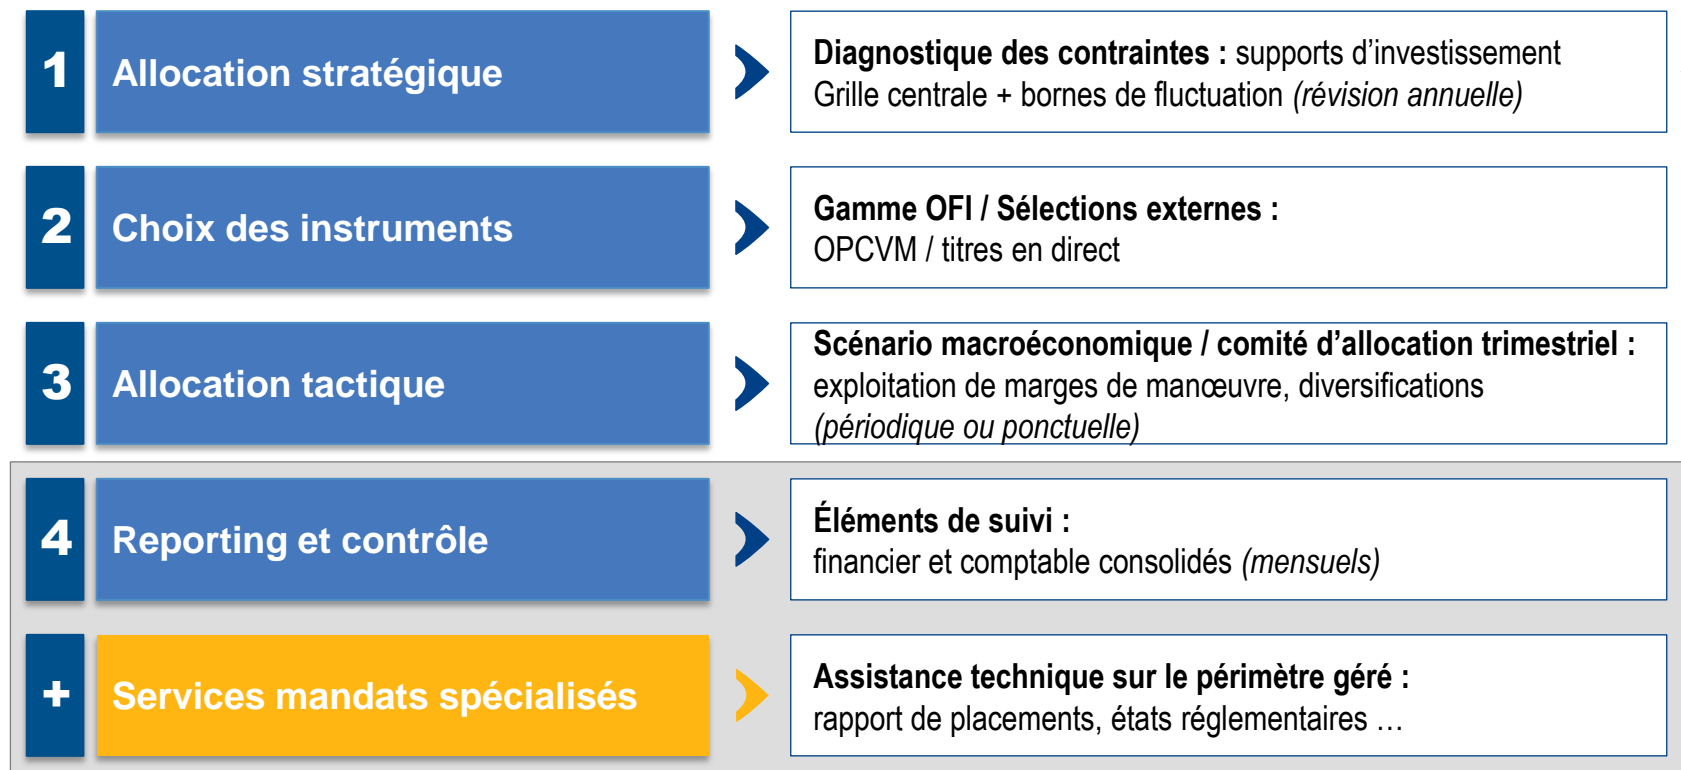 1
Allocation stratégique
Diagnostique des contraintes : supports d’investissement
Grille centrale + bornes de fluctuation (révision annuelle)
2
Choix des instruments
Gamme OFI / Sélections externes :
OPCVM / titres en direct
3
Allocation tactique
Scénario macroéconomique / comité d’allocation trimestriel :
exploitation de marges de manœuvre, diversifications
(périodique ou ponctuelle)
4
Reporting et contrôle
Éléments de suivi :
financier et comptable consolidés (mensuels)
+
Services mandats spécialisés
Assistance technique sur le périmètre géré :
rapport de placements, états réglementaires …